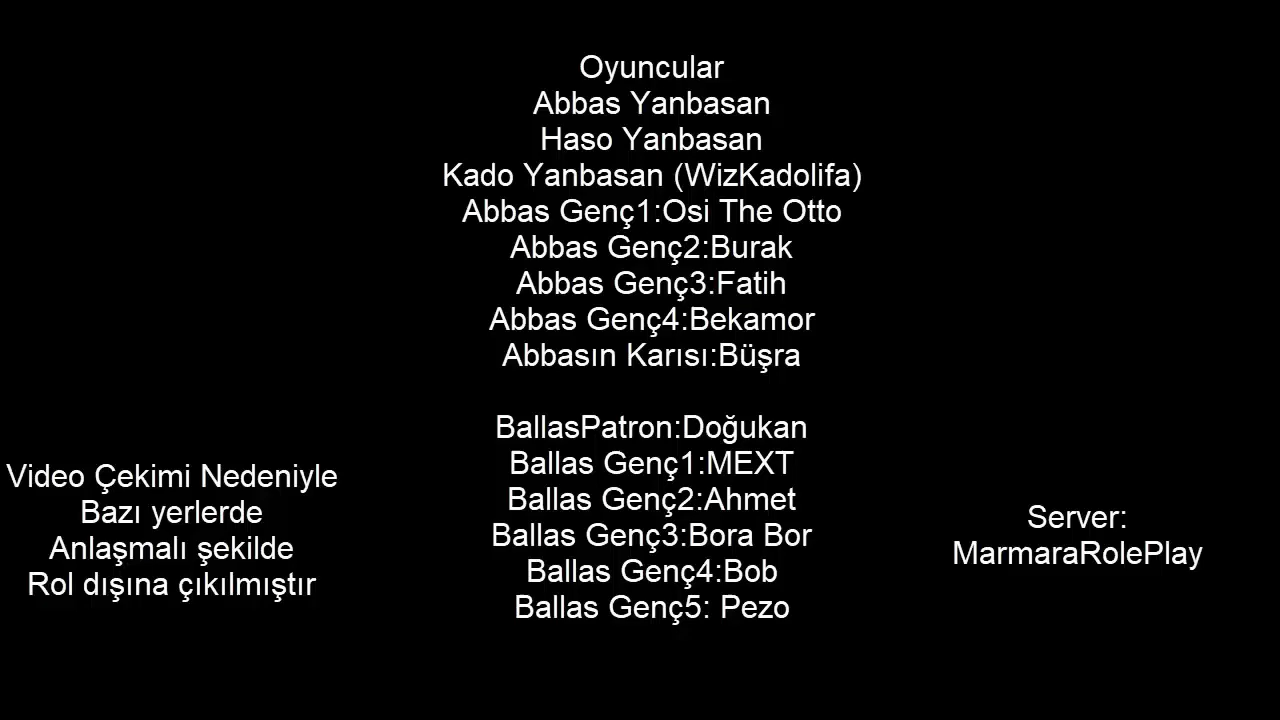 Oyuncular
Abbas Yanbasan
Haso Yanbasan
Kado Yanbasan (WizKadolifa)
Abbas Genç1:Osi The Otto
Abbas Genç2:Burak
Abbas Genç3:Fatih
Abbas Genç4:Bekamor
Abbasın Karısı:Büşra
BallasPatron:Doğukan
Ballas Genç1:MEXT
Ballas Genç2:Ahmet
Ballas Genç3:Bora Bor
Ballas Genç4:Bob
Ballas Genç5: Pezo
Video Çekimi Nedeniyle
Bazı yerlerde
Anlaşmalı şekilde
Rol dışına çıkılmıştır
Server:
MarmaraRolePlay